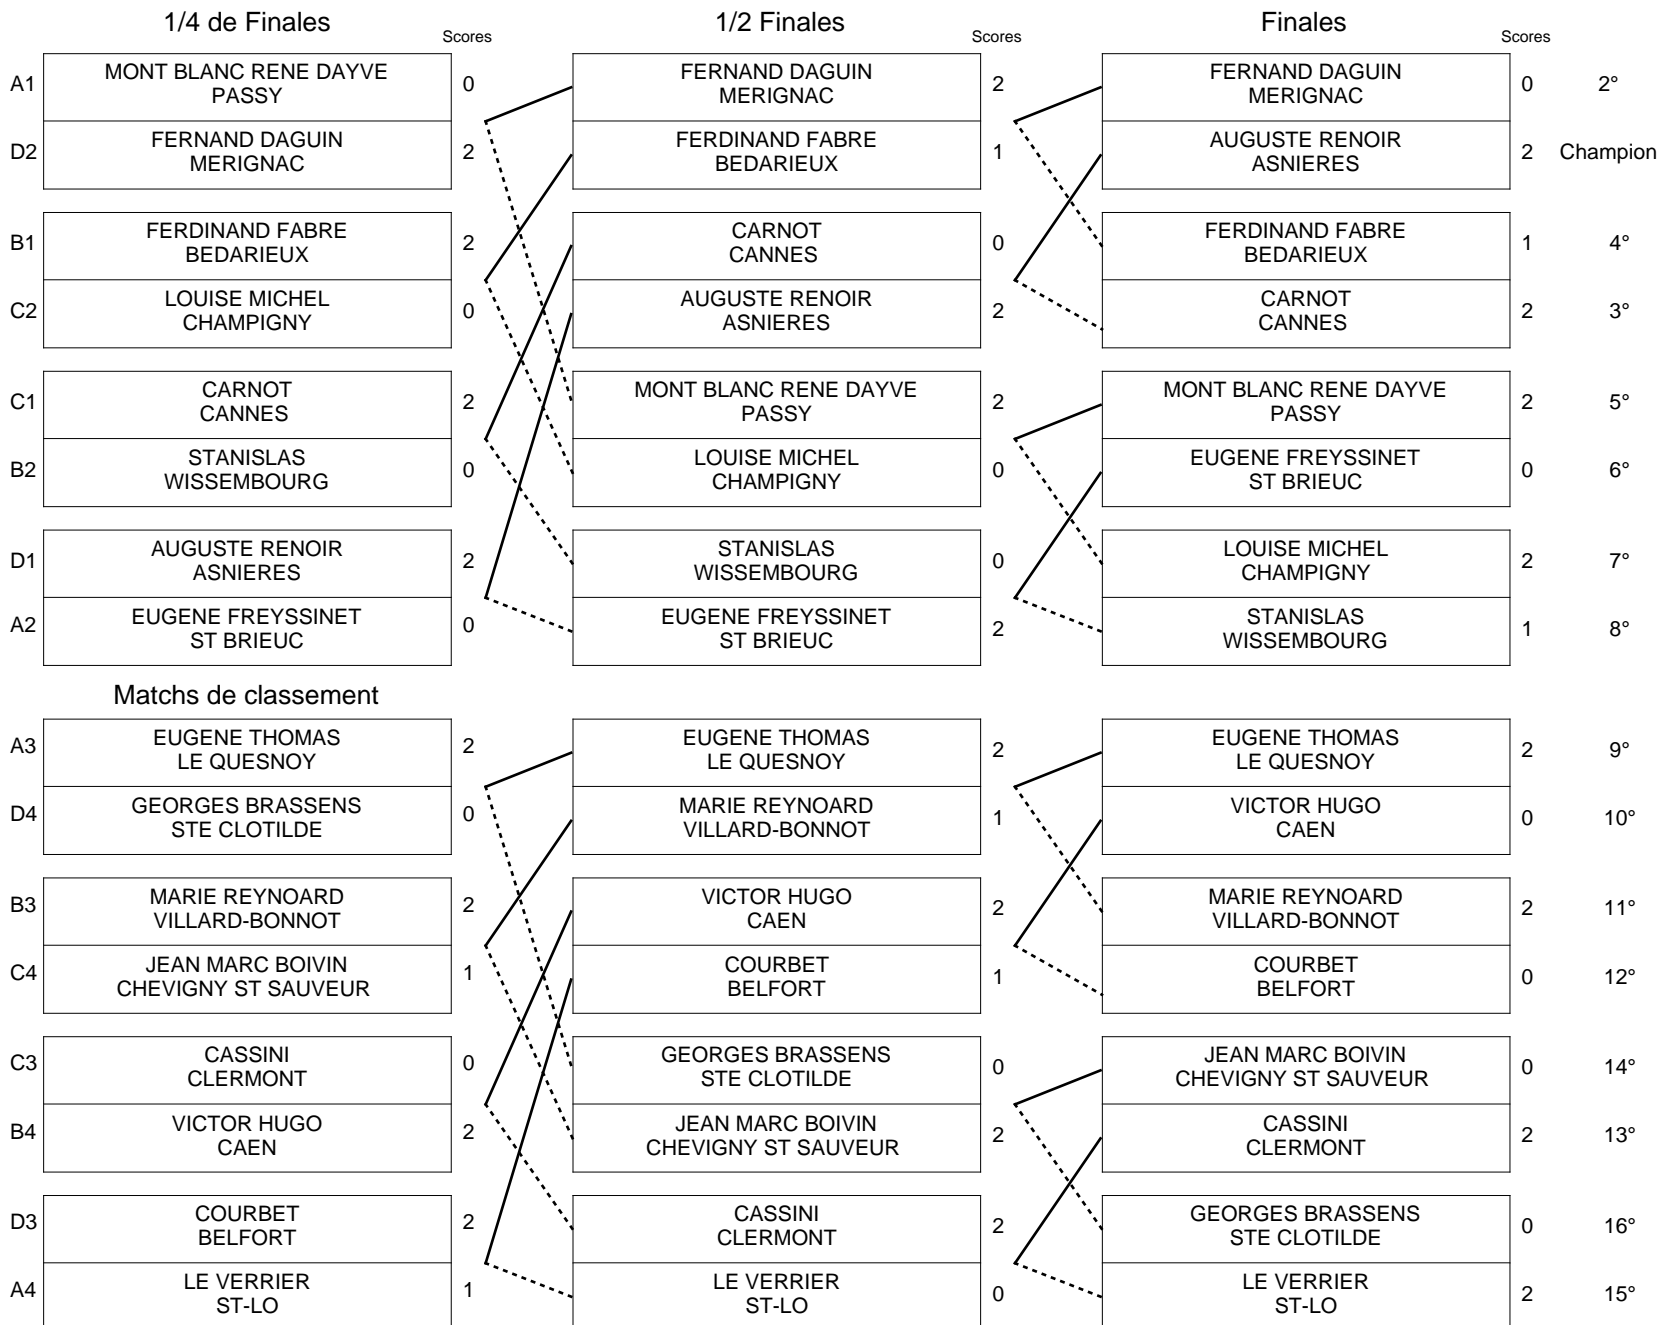 1/4 de Finales
Scores
1/2 Finales
Scores
Finales
Scores
A1
MONT BLANC RENE DAYVE
PASSY
0
FERNAND DAGUIN
MERIGNAC
2
FERNAND DAGUIN
MERIGNAC
0
2°
D2
FERNAND DAGUIN
MERIGNAC
2
FERDINAND FABRE
BEDARIEUX
1
AUGUSTE RENOIR
ASNIERES
2
Champion
B1
FERDINAND FABRE
BEDARIEUX
2
CARNOT
CANNES
0
FERDINAND FABRE
BEDARIEUX
1
4°
C2
LOUISE MICHEL
CHAMPIGNY
0
AUGUSTE RENOIR
ASNIERES
2
CARNOT
CANNES
2
3°
C1
CARNOT
CANNES
2
MONT BLANC RENE DAYVE
PASSY
2
MONT BLANC RENE DAYVE
PASSY
2
5°
B2
STANISLAS
WISSEMBOURG
0
LOUISE MICHEL
CHAMPIGNY
0
EUGENE FREYSSINET
ST BRIEUC
0
6°
D1
AUGUSTE RENOIR
ASNIERES
2
STANISLAS
WISSEMBOURG
0
LOUISE MICHEL
CHAMPIGNY
2
7°
A2
EUGENE FREYSSINET
ST BRIEUC
0
EUGENE FREYSSINET
ST BRIEUC
2
STANISLAS
WISSEMBOURG
1
8°
Matchs de classement
A3
EUGENE THOMAS
LE QUESNOY
2
EUGENE THOMAS
LE QUESNOY
2
EUGENE THOMAS
LE QUESNOY
2
9°
D4
GEORGES BRASSENS
STE CLOTILDE
0
MARIE REYNOARD
VILLARD-BONNOT
1
VICTOR HUGO
CAEN
0
10°
B3
MARIE REYNOARD
VILLARD-BONNOT
2
VICTOR HUGO
CAEN
2
MARIE REYNOARD
VILLARD-BONNOT
2
11°
C4
JEAN MARC BOIVIN
CHEVIGNY ST SAUVEUR
1
COURBET
BELFORT
1
COURBET
BELFORT
0
12°
C3
CASSINI
CLERMONT
0
GEORGES BRASSENS
STE CLOTILDE
0
JEAN MARC BOIVIN
CHEVIGNY ST SAUVEUR
0
14°
B4
VICTOR HUGO
CAEN
2
JEAN MARC BOIVIN
CHEVIGNY ST SAUVEUR
2
CASSINI
CLERMONT
2
13°
D3
COURBET
BELFORT
2
CASSINI
CLERMONT
2
GEORGES BRASSENS
STE CLOTILDE
0
16°
A4
LE VERRIER
ST-LO
1
LE VERRIER
ST-LO
0
LE VERRIER
ST-LO
2
15°